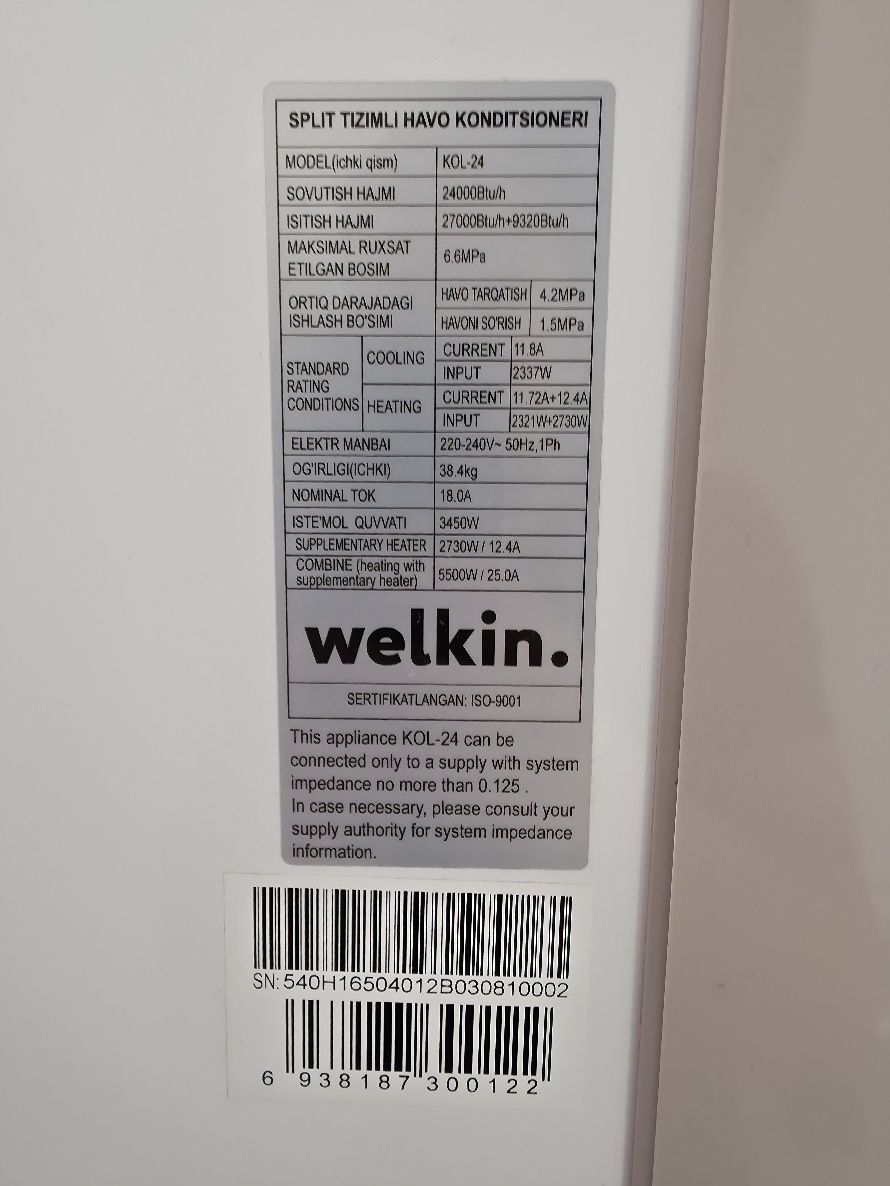 SPLIT TIZIMLI HAVO KONDITSIONERI
MODEL(ichki qism) KOL-24
SOVUTISH HAJMI 24000Btu/h
ISITISH HAJMI 27000Btu/h+9320Btu/h
MAKSIMAL RUXSAT
ETILGAN BOSIM 6.6MPa
ORTIQ DARAJADAGI
ISHLASH BO'SIMI
HAVO TARQATISH 4.2MPa
HAVONI SO'RISH 1.5MPa
STANDARD
RATING
CONDITIONS
COOLING
CURRENT 11.8A
INPUT 2337W
HEATING
CURRENT 11.72A+12.4A
INPUT 2321W+2730W
ELEKTR MANBAI 220-240V~ 50Hz,1Ph
OG'IRLIGI(ICHKI) 38.4kg
NOMINAL TOK 18.0A
ISTE'MOL QUVVATI 3450W
SUPPLEMENTARY HEATER 2730W / 12.4A
COMBINE (heating with
supplementary heater) 5500W / 25.0A
welkin.
SERTIFIKATLANGAN: ISO-9001
This appliance KOL-24 can be
connected only to a supply with system
impedance no more than 0.125 .
In case necessary, please consult your
supply authority for system impedance
information.
SN: 540H16504012B030810002
6 938187 300122